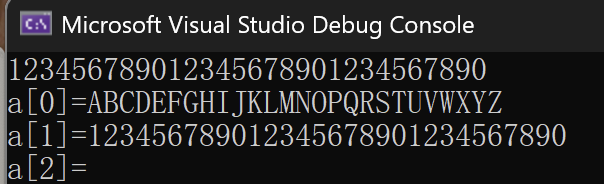 C:\
Microsoft Visual Studio Debug Console
123456789012345678901234567890
a[0]=ABCDEFGHIJKLMNOPQRSTUVWXYZ
a[1]=123456789012345678901234567890
a[2]=